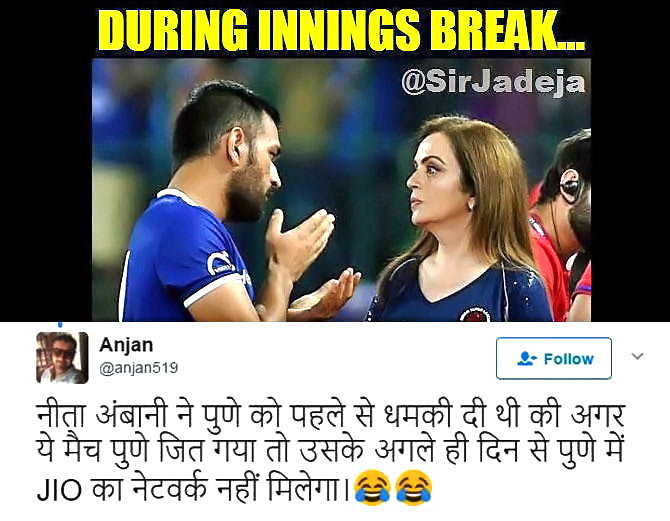 DURING INNINGS BREAK...
@SirJadeja
Anjan
@anjan519
Follow
नीता अंबानी ने पुणे को पहले से धमकी दी थी की अगर
ये मैच पुणे जित गया तो उसके अगले ही दिन से पुणे में
JIO का नेटवर्क नहीं मिलेगा।😂😂